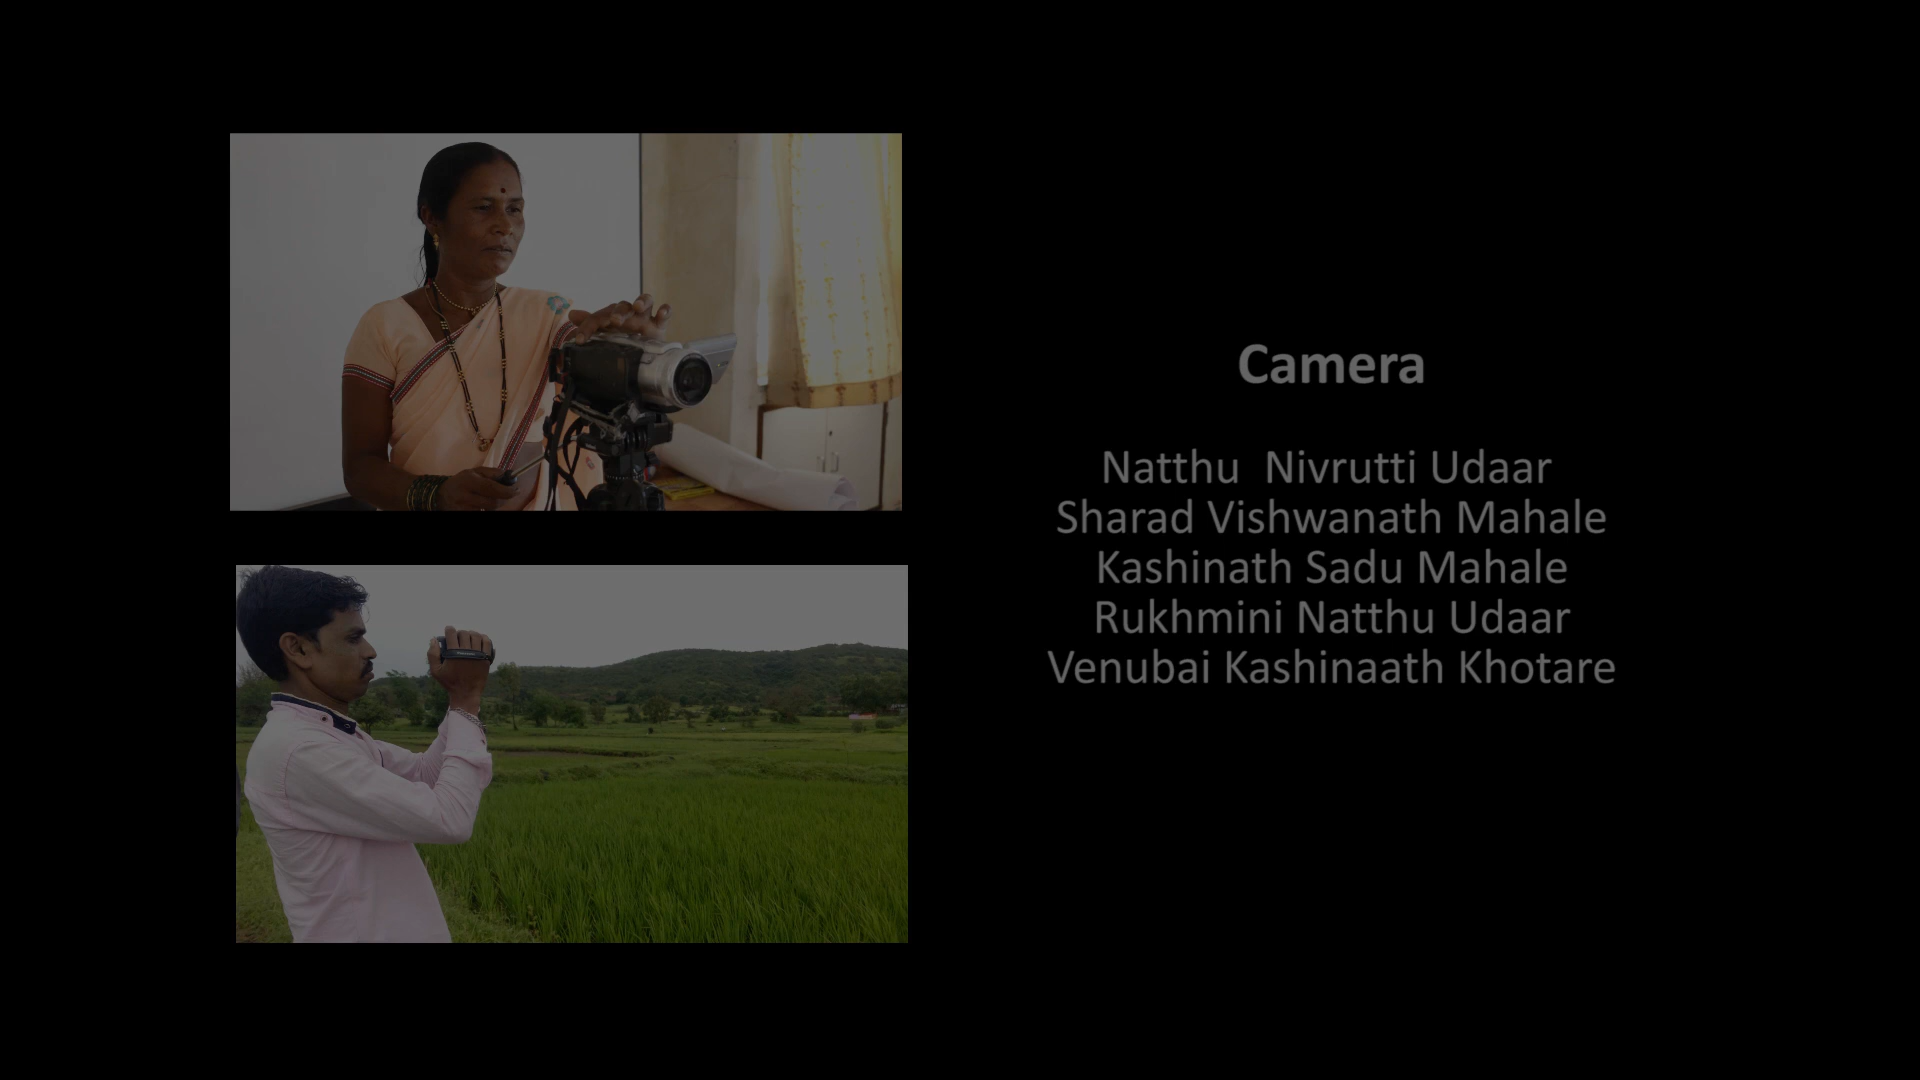 Camera
Natthu  Nivrutti Udaar
Sharad Vishwanath Mahale
Kashinath Sadu Mahale
Rukhmini Natthu Udaar
Venubai Kashinaath Khotare